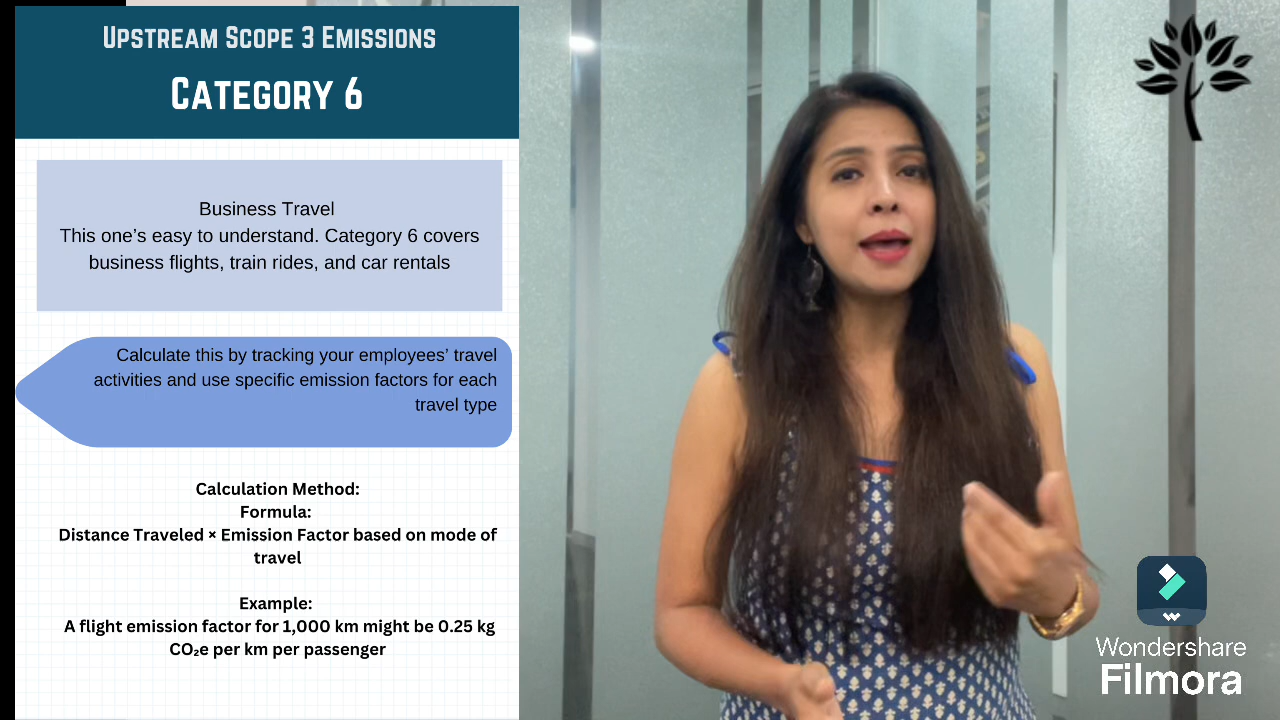 Upstream Scope 3 Emissions
Category 6
Business Travel
This one’s easy to understand. Category 6 covers
business flights, train rides, and car rentals
Calculate this by tracking your employees’ travel
activities and use specific emission factors for each
travel type
Calculation Method:
Formula:
Distance Traveled × Emission Factor based on mode of
travel
Example:
A flight emission factor for 1,000 km might be 0.25 kg
CO₂e per km per passenger
Wondershare
Filmora